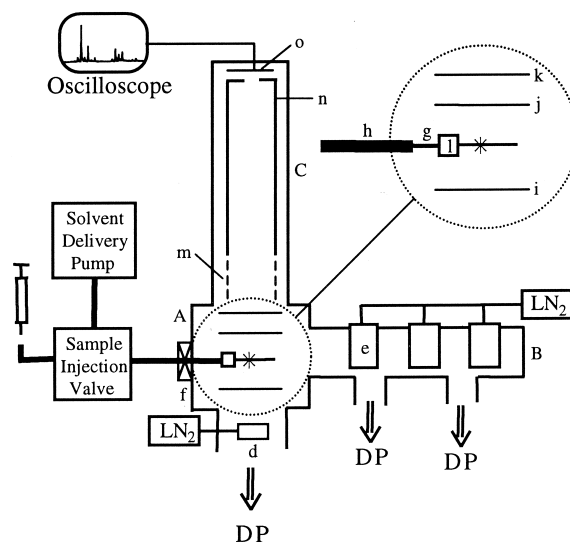 Oscilloscope
o
n
C
m
k
j
h
g
l
i
Solvent
Delivery
Pump
Sample
Injection
Valve
A
f
LN2
d
DP
e
LN2
B
DP
DP